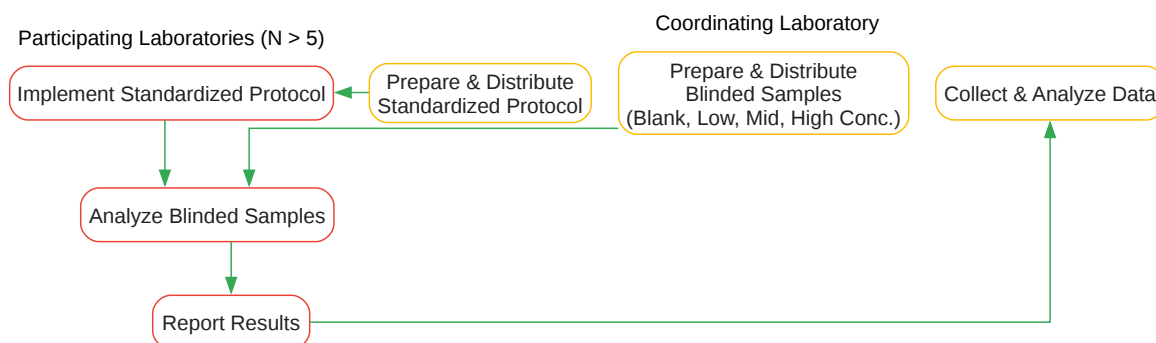 Coordinating Laboratory
Participating Laboratories (N > 5)
Implement Standardized Protocol
Prepare & Distribute
Standardized Protocol
Prepare & Distribute
Blinded Samples
(Blank, Low, Mid, High Conc.)
Collect & Analyze Data
Analyze Blinded Samples
Report Results